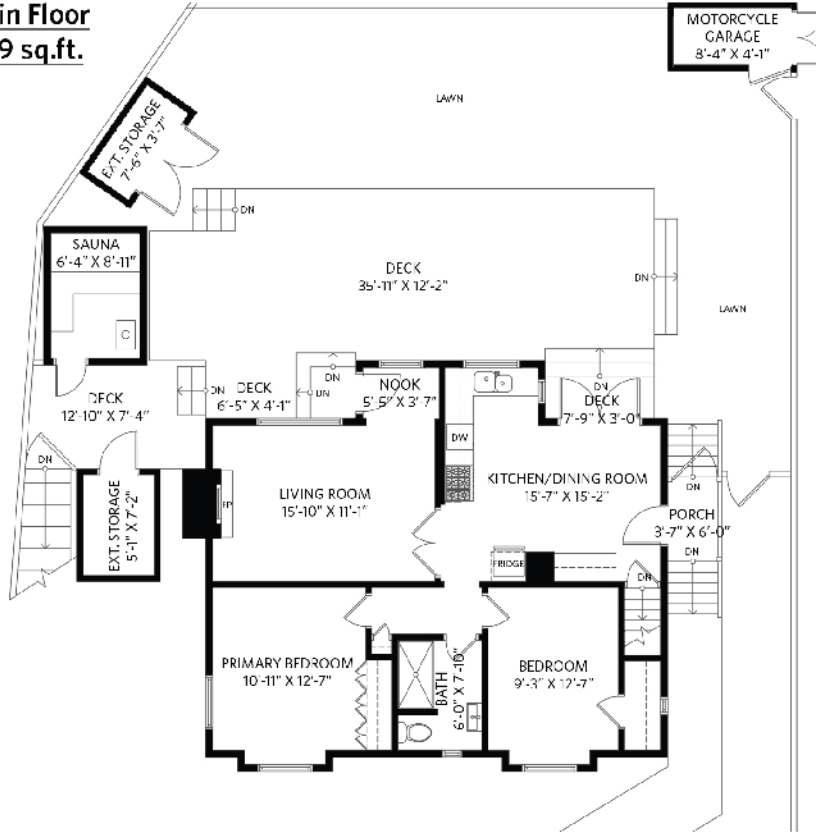 in Floor
9 sq.ft.
MOTORCYCLE
GARAGE
8'-4" X 4'-1"
LAWN
EXT. STORAGE
7'-6" X 3'-7"
DN
SAUNA
6'-4" X 8'-11"
DECK
35'-11" X 12'-2"
DN
LAWN
C
DECK
12'-10" X 7'-4"
DN
DECK
6'-5" X 4'-1"
DN
DN
NOOK
5'-5" X 3'-7"
DN
DECK
7'-9" X 3'-0"
DN
DW
LIVING ROOM
15'-10" X 11'-1"
KITCHEN/DINING ROOM
15'-7" X 15'-2"
DN
FP
EXT. STORAGE
5'-1" X 7'-2"
PORCH
3'-7" X 6'-0"
DN
FRIDGE
DN
PRIMARY BEDROOM
10'-11" X 12'-7"
BATH
6'-0" X 7'-10"
BEDROOM
9'-3" X 12'-7"